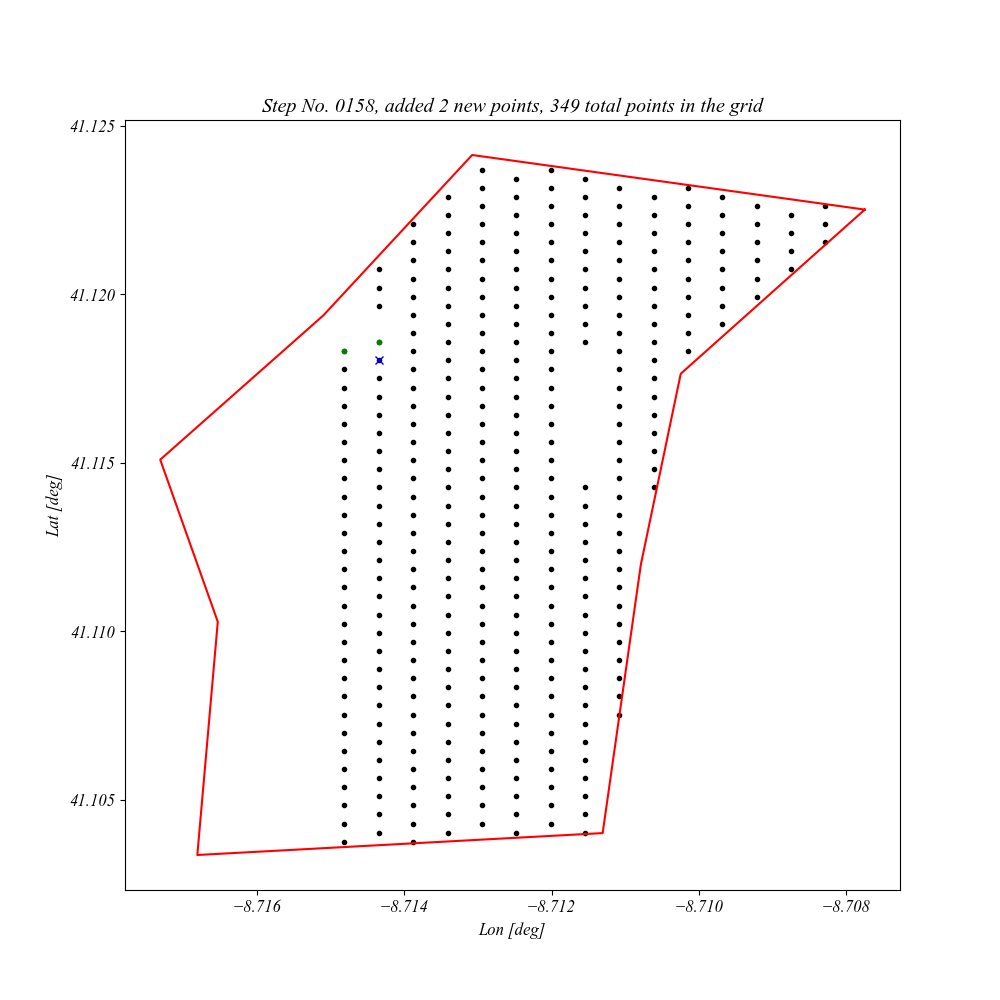 Step No. 0158, added 2 new points, 349 total points in the grid
41.125
41.120
41.115
41.110
41.105
Lat [deg]
−8.716 −8.714 −8.712 −8.710 −8.708
Lon [deg]